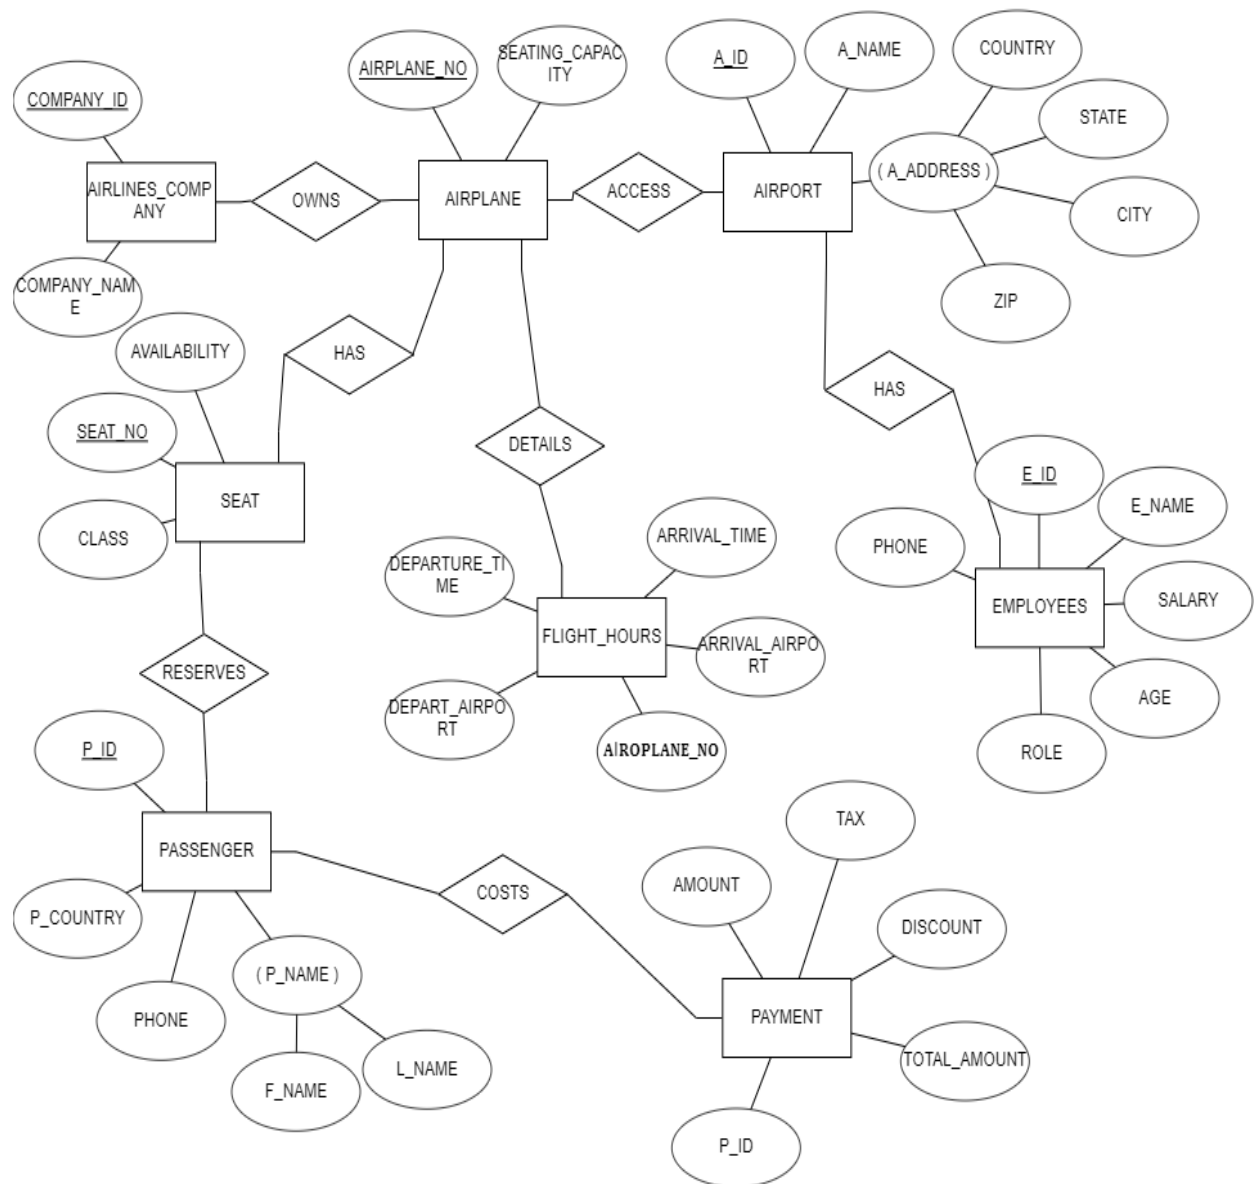 COUNTRY
A_NAME
SEATING_CAPAC
ITY
AIRPLANE_NO
A_ID
COMPANY_ID
STATE
( A_ADDRESS )
AIRLINES_COMP
ANY
OWNS
AIRPLANE
ACCESS
AIRPORT
CITY
COMPANY_NAM
E
ZIP
AVAILABILITY
HAS
HAS
SEAT_NO
DETAILS
E_ID
SEAT
E_NAME
CLASS
ARRIVAL_TIME
PHONE
DEPARTURE_TI
ME
SALARY
EMPLOYEES
FLIGHT_HOURS
ARRIVAL_AIRPO
RT
RESERVES
AGE
DEPART_AIRPO
RT
P_ID
AIROPLANE_NO
ROLE
TAX
PASSENGER
COSTS
AMOUNT
P_COUNTRY
DISCOUNT
( P_NAME )
PHONE
PAYMENT
TOTAL_AMOUNT
L_NAME
F_NAME
P_ID